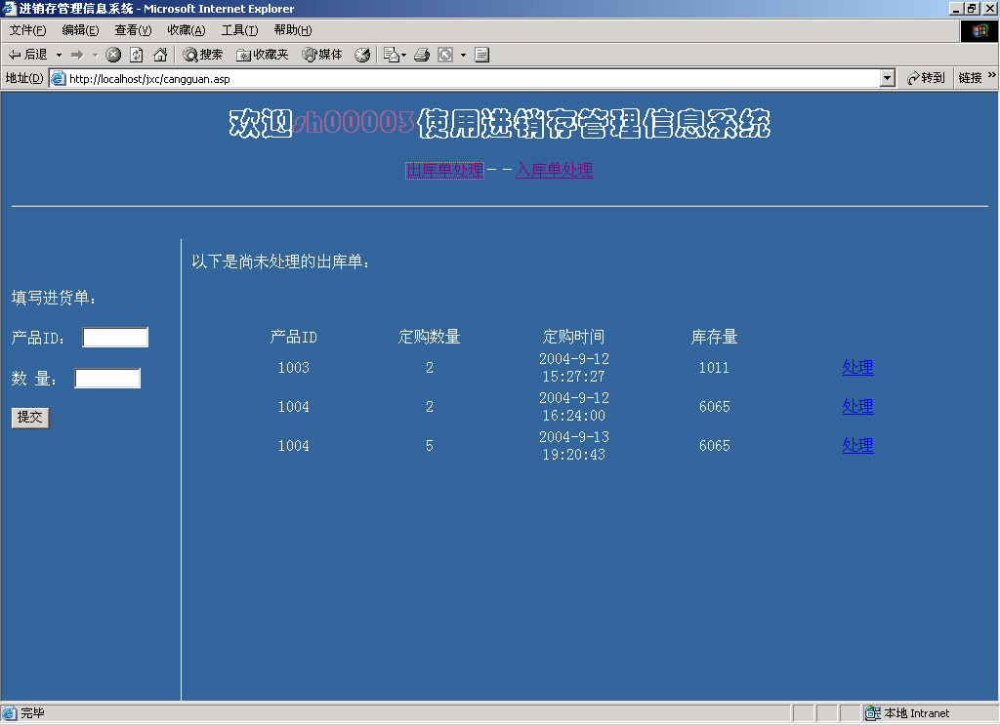 进销存管理信息系统 - Microsoft Internet Explorer
文件(F) 编辑(E) 查看(V) 收藏(A) 工具(T) 帮助(H)
后退 搜索 收藏夹 媒体
地址(D) http://localhost/jxc/cangguan.asp 转到 链接 »
欢迎sh00003使用进销存管理信息系统
出库单处理－－入库单处理
以下是尚未处理的出库单：
填写进货单：
产品ID：
数 量：
提交
产品ID 定购数量 定购时间 库存量
1003 2 2004-9-12 15:27:27 1011 处理
1004 2 2004-9-12 16:24:00 6065 处理
1004 5 2004-9-13 19:20:43 6065 处理
完毕 本地 Intranet